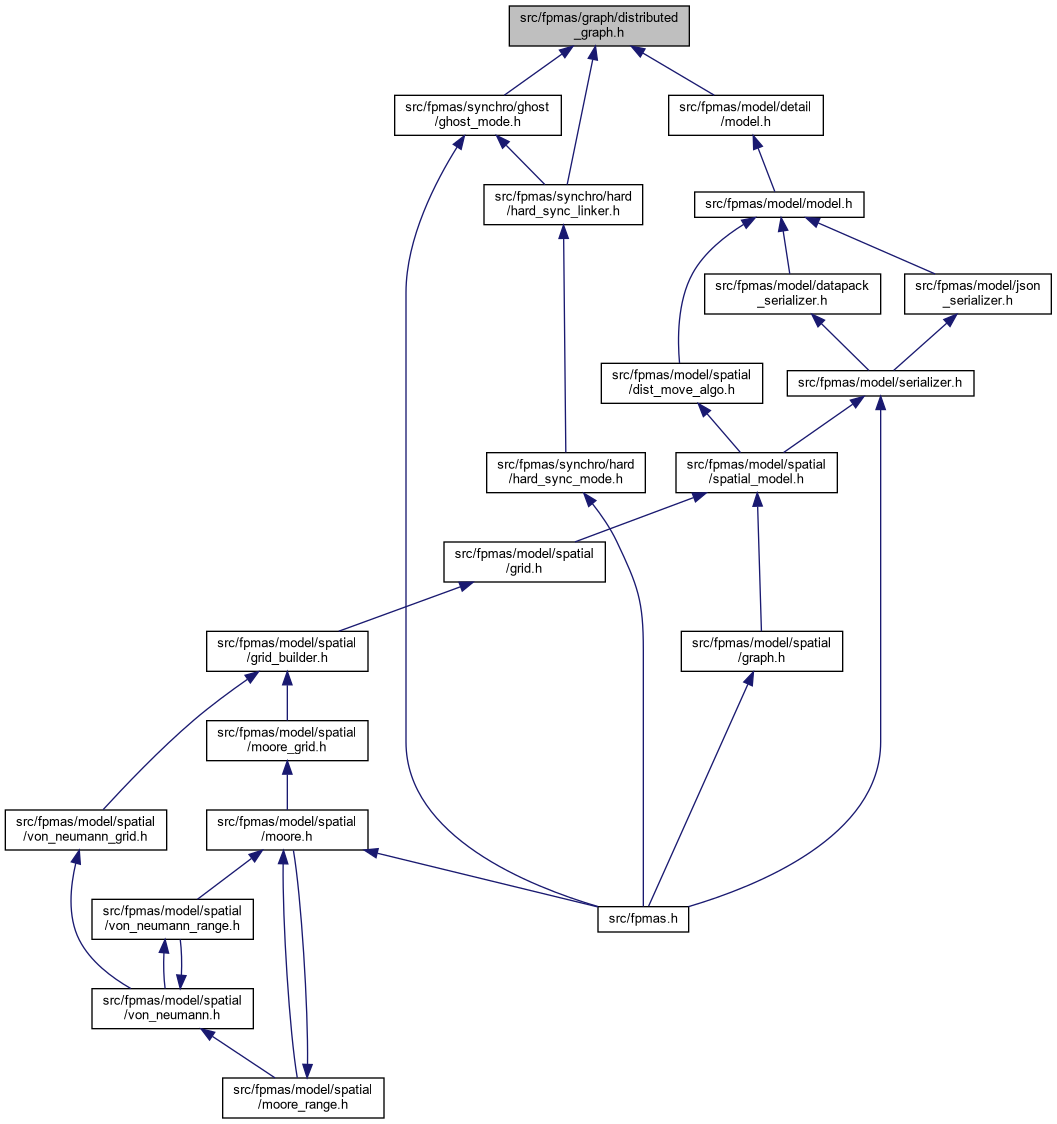 src/fpmas/graph/distributed
_graph.h
src/fpmas/synchro/ghost
/ghost_mode.h
src/fpmas/model/detail
/model.h
src/fpmas/synchro/hard
/hard_sync_linker.h
src/fpmas/model/model.h
src/fpmas/model/datapack
_serializer.h
src/fpmas/model/json
_serializer.h
src/fpmas/model/spatial
/dist_move_algo.h
src/fpmas/model/serializer.h
src/fpmas/synchro/hard
/hard_sync_mode.h
src/fpmas/model/spatial
/spatial_model.h
src/fpmas/model/spatial
/grid.h
src/fpmas/model/spatial
/grid_builder.h
src/fpmas/model/spatial
/graph.h
src/fpmas/model/spatial
/moore_grid.h
src/fpmas/model/spatial
/von_neumann_grid.h
src/fpmas/model/spatial
/moore.h
src/fpmas/model/spatial
/von_neumann_range.h
src/fpmas.h
src/fpmas/model/spatial
/von_neumann.h
src/fpmas/model/spatial
/moore_range.h